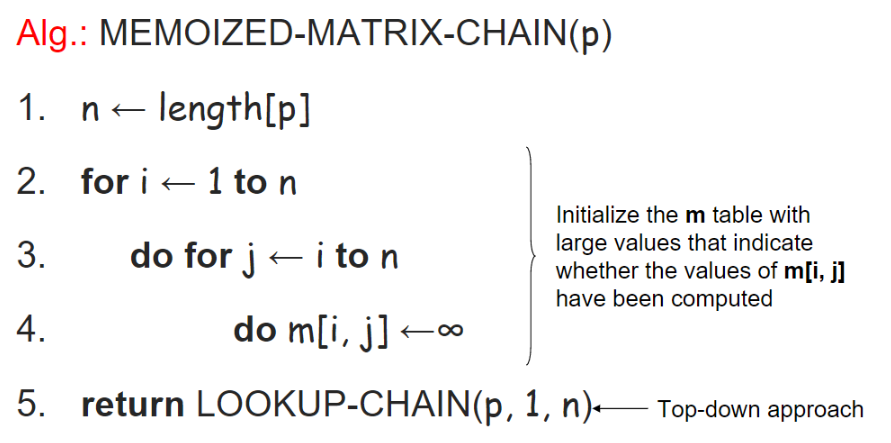 Alg.: MEMOIZED-MATRIX-CHAIN(p)
1. n ← length[p]
2. for i ← 1 to n
3. do for j ← i to n
4. do m[i, j] ←∞
Initialize the m table with
large values that indicate
whether the values of m[i, j]
have been computed
5. return LOOKUP-CHAIN(p, 1, n) ← Top-down approach